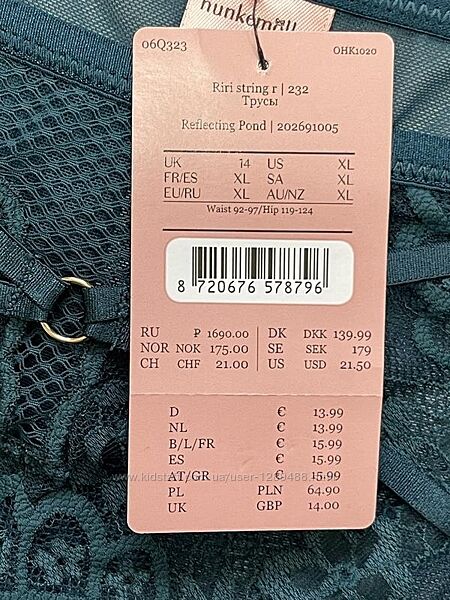 hunkemöll
06Q323 OHK1020
Riri string r | 232
Трусы
Reflecting Pond | 202691005
UK 14 US XL
FR/ES XL SA XL
EU/RU XL AU/NZ XL
Waist 92-97/Hip 119-124
8 720676 578796
RU ₽ 1690.00 DK DKK 139.99
NOR NOK 175.00 SE SEK 179
CH CHF 21.00 US USD 21.50
D € 13.99
NL € 13.99
B/L/FR € 15.99
ES € 15.99
AT/GR € 15.99
PL PLN 64.90
UK GBP 14.00